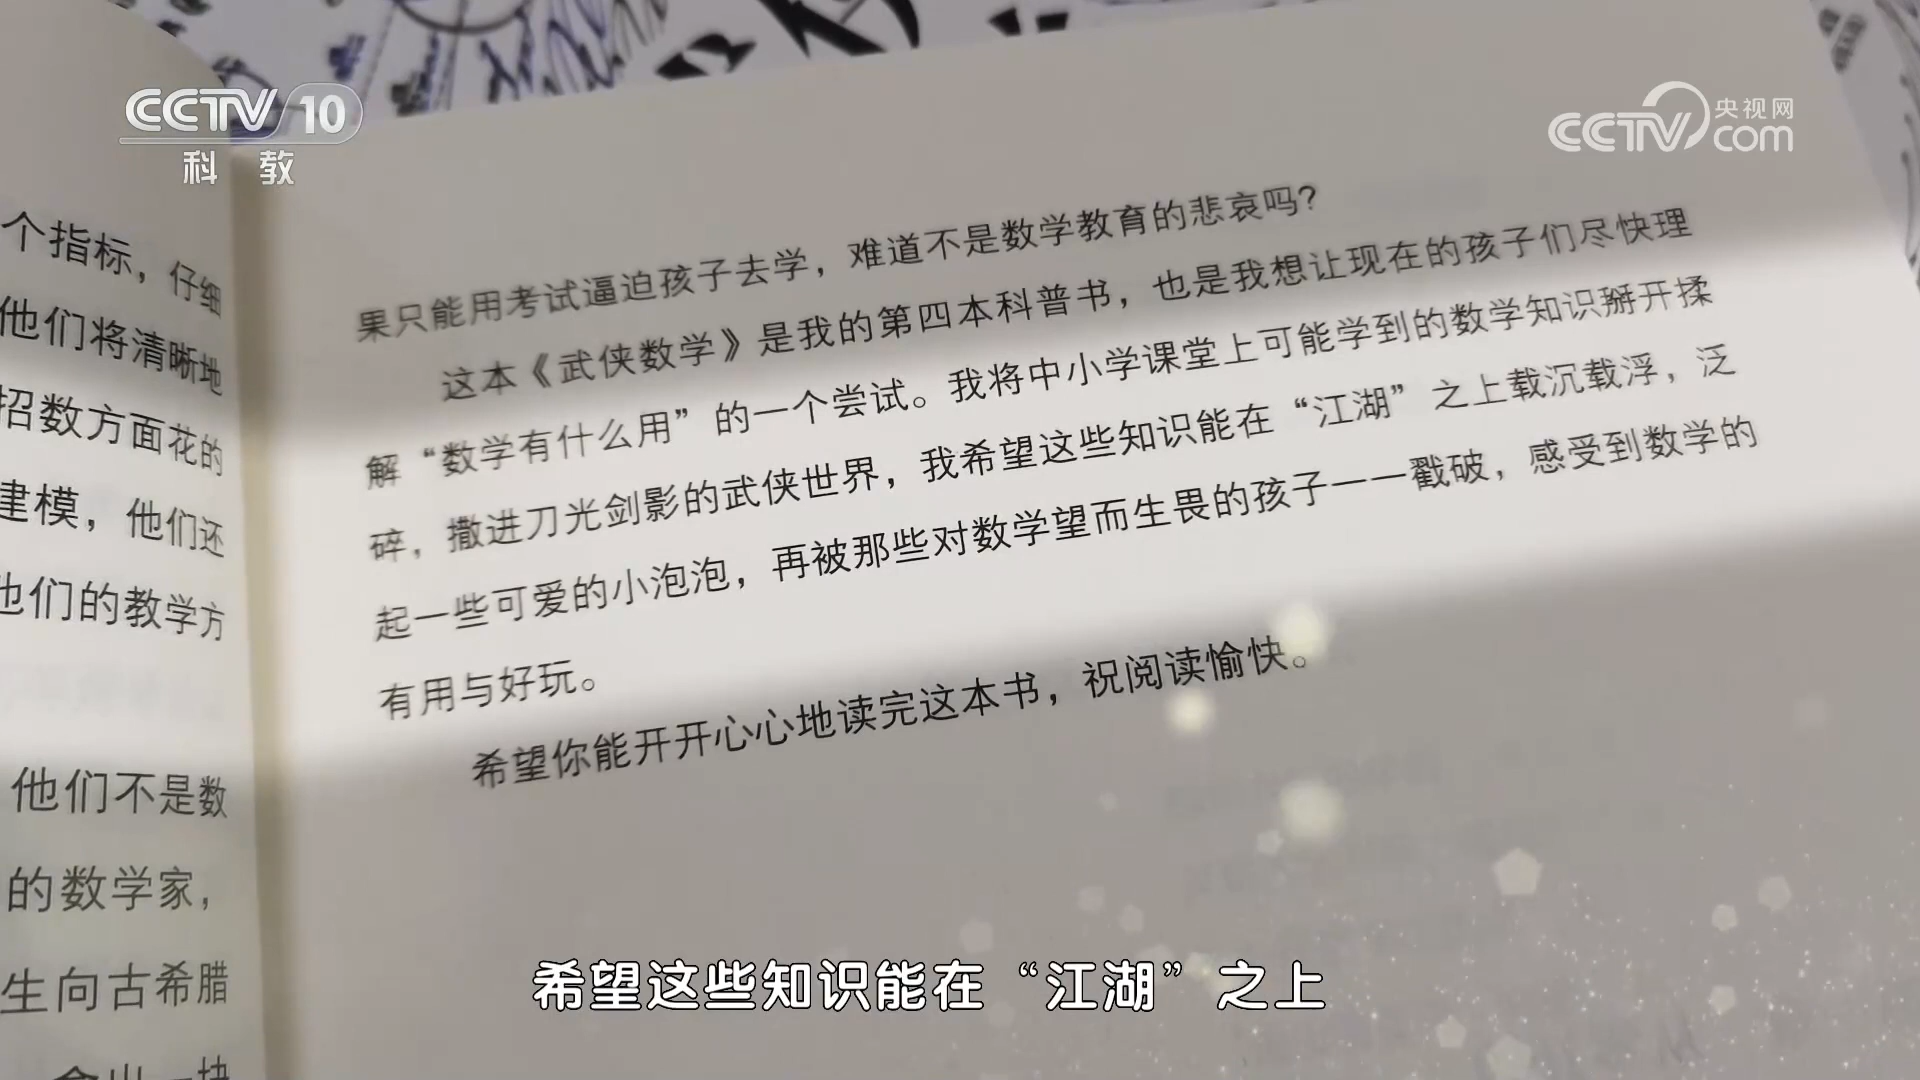 CCTV 10
科 教
央视网
CCTV com
个指标，仔细
他们将清晰地
招数方面花的
建模，他们还
他们的教学方
他们不是数
的数学家，
生向古希腊
果只能用考试逼迫孩子去学，难道不是数学教育的悲哀吗？
这本《武侠数学》是我的第四本科普书，也是我想让现在的孩子们尽快理
解“数学有什么用”的一个尝试。我将中小学课堂上可能学到的数学知识掰开揉
碎，撒进刀光剑影的武侠世界，我希望这些知识能在“江湖”之上载沉载浮，泛
起一些可爱的小泡泡，再被那些对数学望而生畏的孩子一一戳破，感受到数学的
有用与好玩。
希望你能开开心心地读完这本书，祝阅读愉快。
希望这些知识能在“江湖”之上